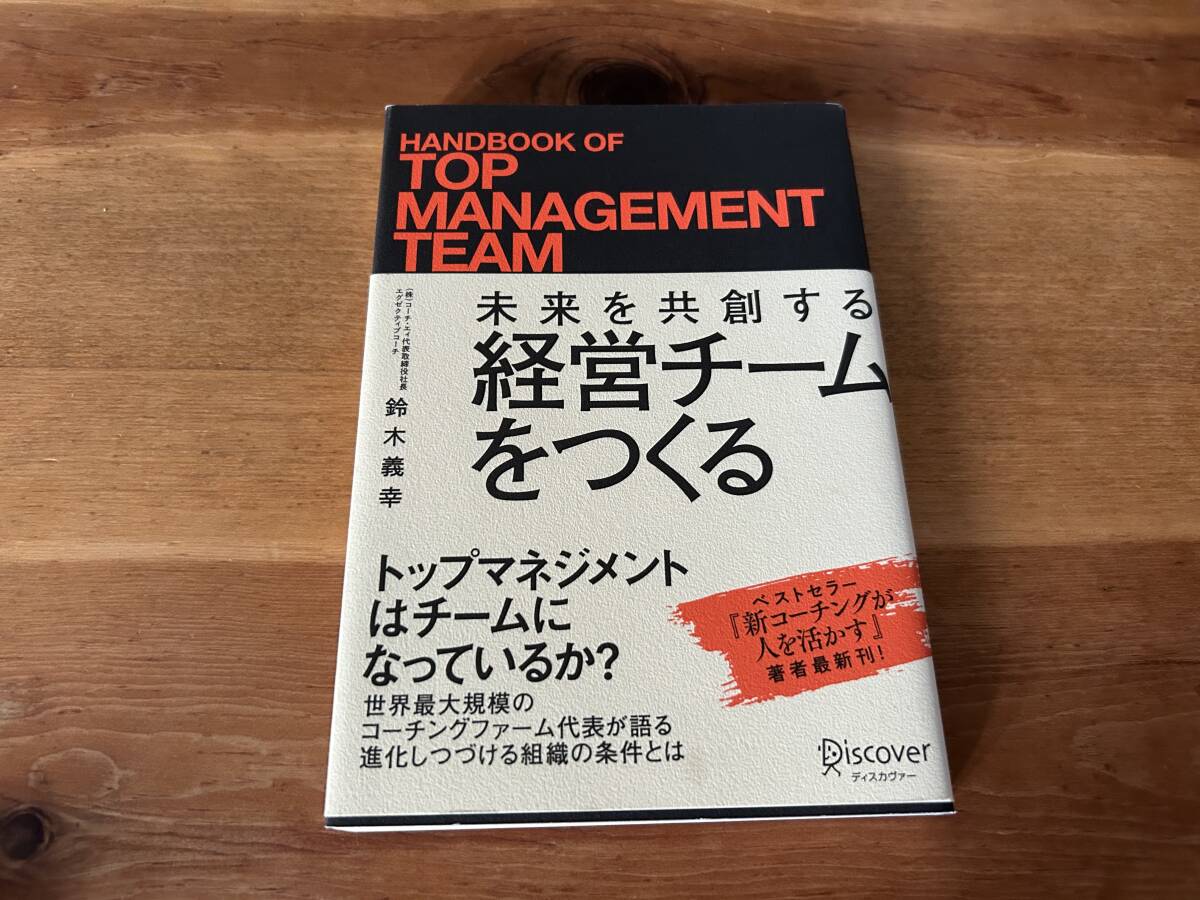 HANDBOOK OF
TOP
MANAGEMENT
TEAM
未来を共創する
経営チーム
をつくる
(株)コーチ・エィ代表取締役社長
エグゼクティブコーチ
鈴木義幸
トップマネジメント
はチームに
なっているか?
世界最大規模の
コーチングファーム代表が語る
進化しつづける組織の条件とは
ベストセラー
『新コーチングが
人を活かす』
著者最新刊!
Discover
ディスカヴァー